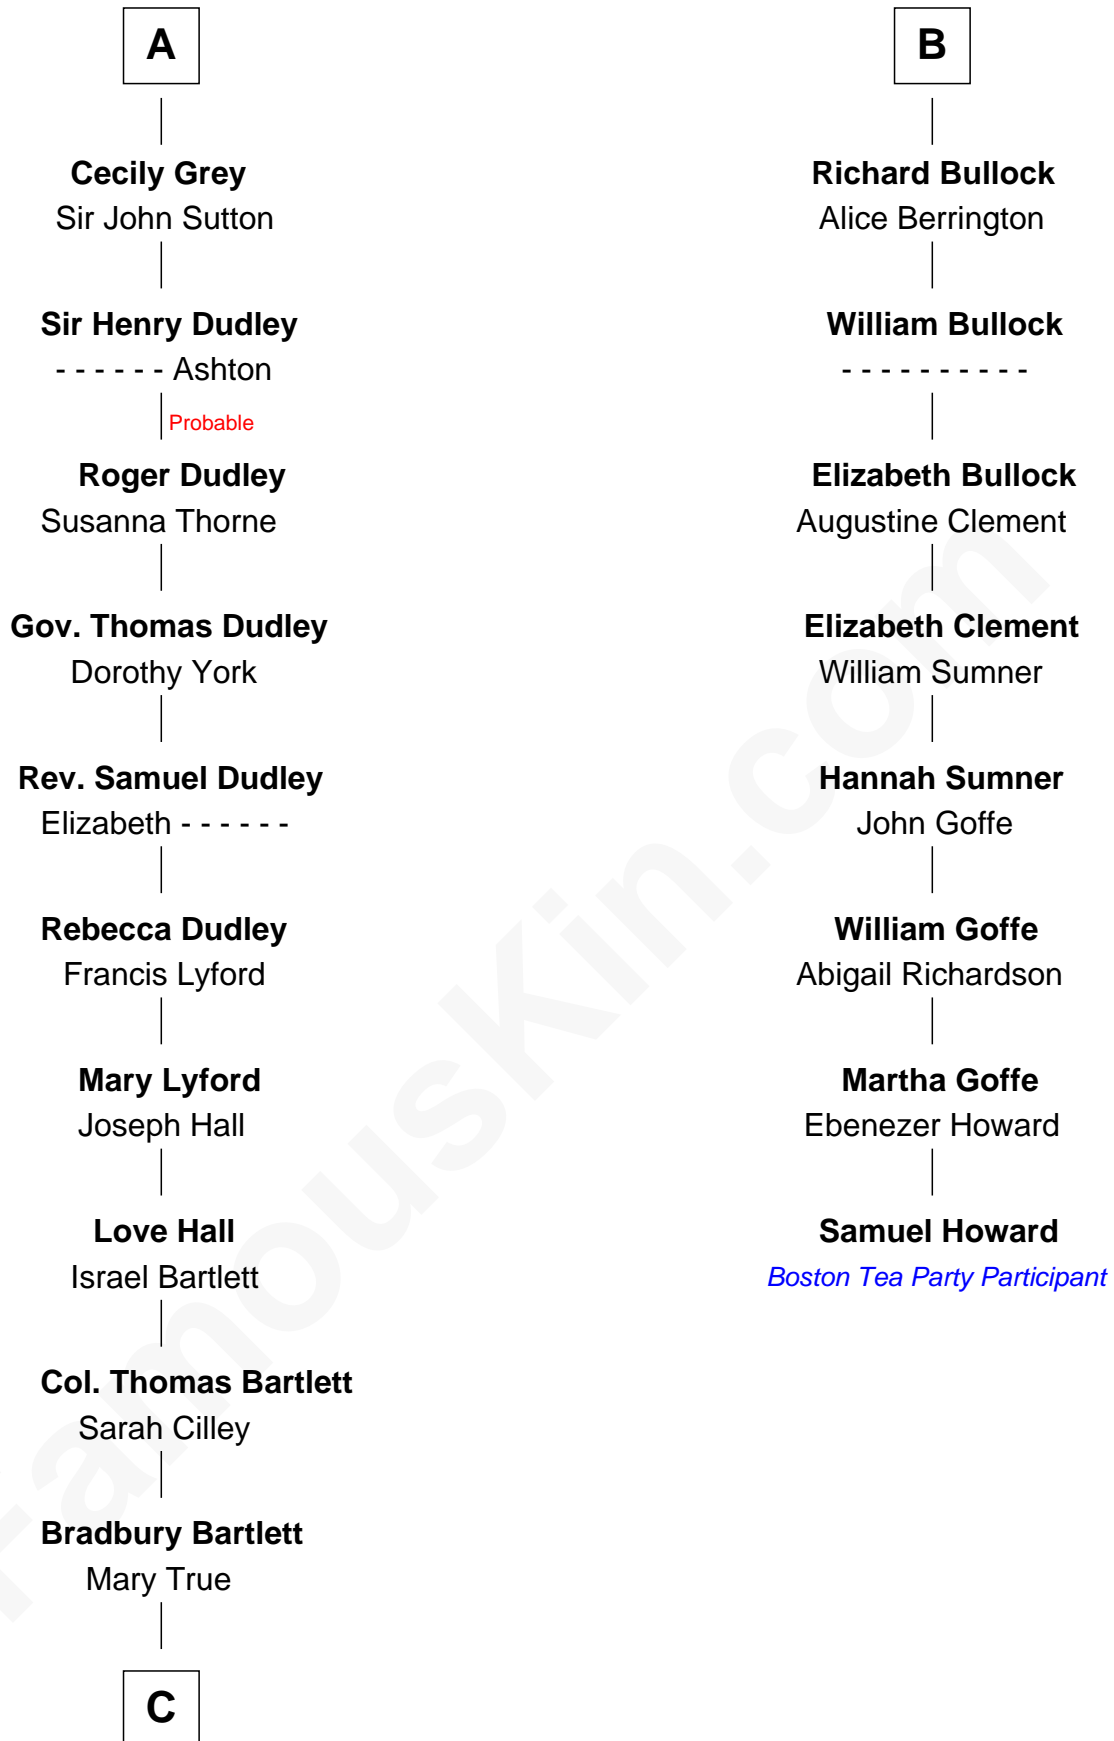 A
Cecily Grey
Sir John Sutton
Sir Henry Dudley
- - - - - - Ashton
Probable
Roger Dudley
Susanna Thorne
Gov. Thomas Dudley
Dorothy York
Rev. Samuel Dudley
Elizabeth - - - - - -
Rebecca Dudley
Francis Lyford
Mary Lyford
Joseph Hall
Love Hall
Israel Bartlett
Col. Thomas Bartlett
Sarah Cilley
Bradbury Bartlett
Mary True
C
B
Richard Bullock
Alice Berrington
William Bullock
- - - - - - - - - -
Elizabeth Bullock
Augustine Clement
Elizabeth Clement
William Sumner
Hannah Sumner
John Goffe
William Goffe
Abigail Richardson
Martha Goffe
Ebenezer Howard
Samuel Howard
Boston Tea Party Participant
FamousKin.com